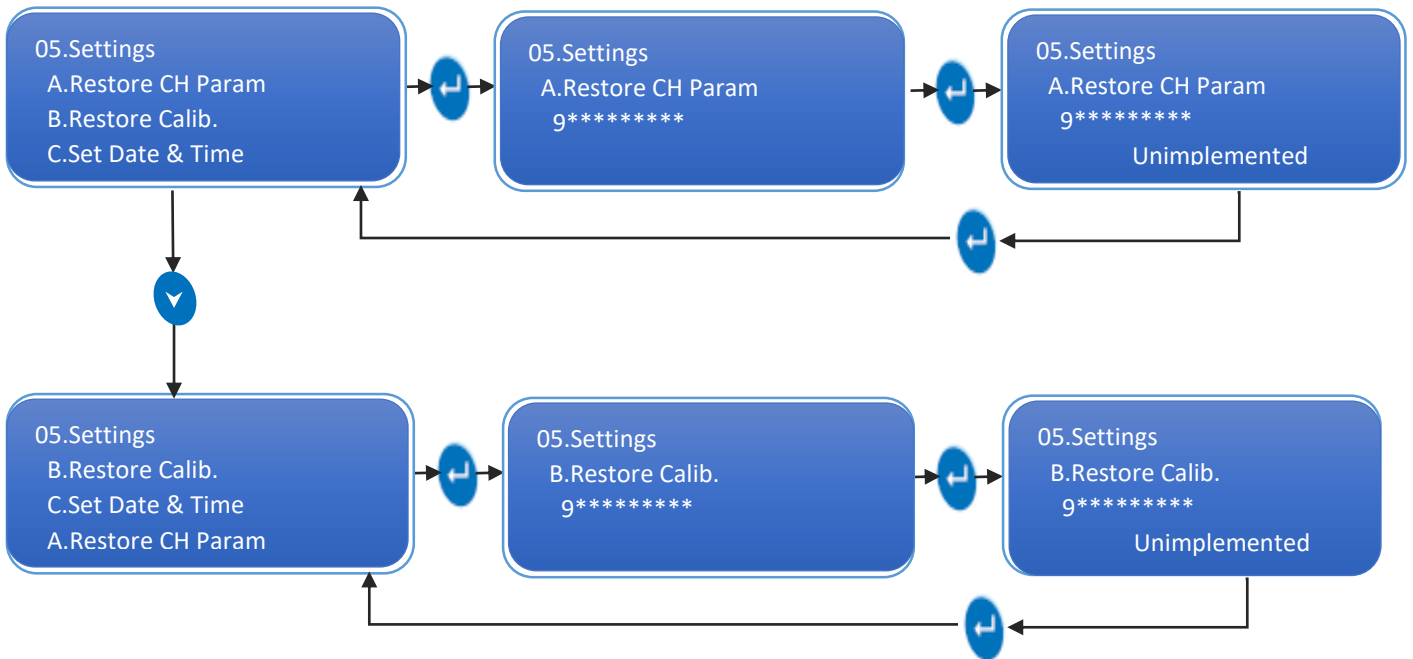 05.Settings
A.Restore CH Param
B.Restore Calib.
C.Set Date & Time
05.Settings
A.Restore CH Param
9*********
05.Settings
A.Restore CH Param
9*********
Unimplemented
05.Settings
B.Restore Calib.
C.Set Date & Time
A.Restore CH Param
05.Settings
B.Restore Calib.
9*********
05.Settings
B.Restore Calib.
9*********
Unimplemented